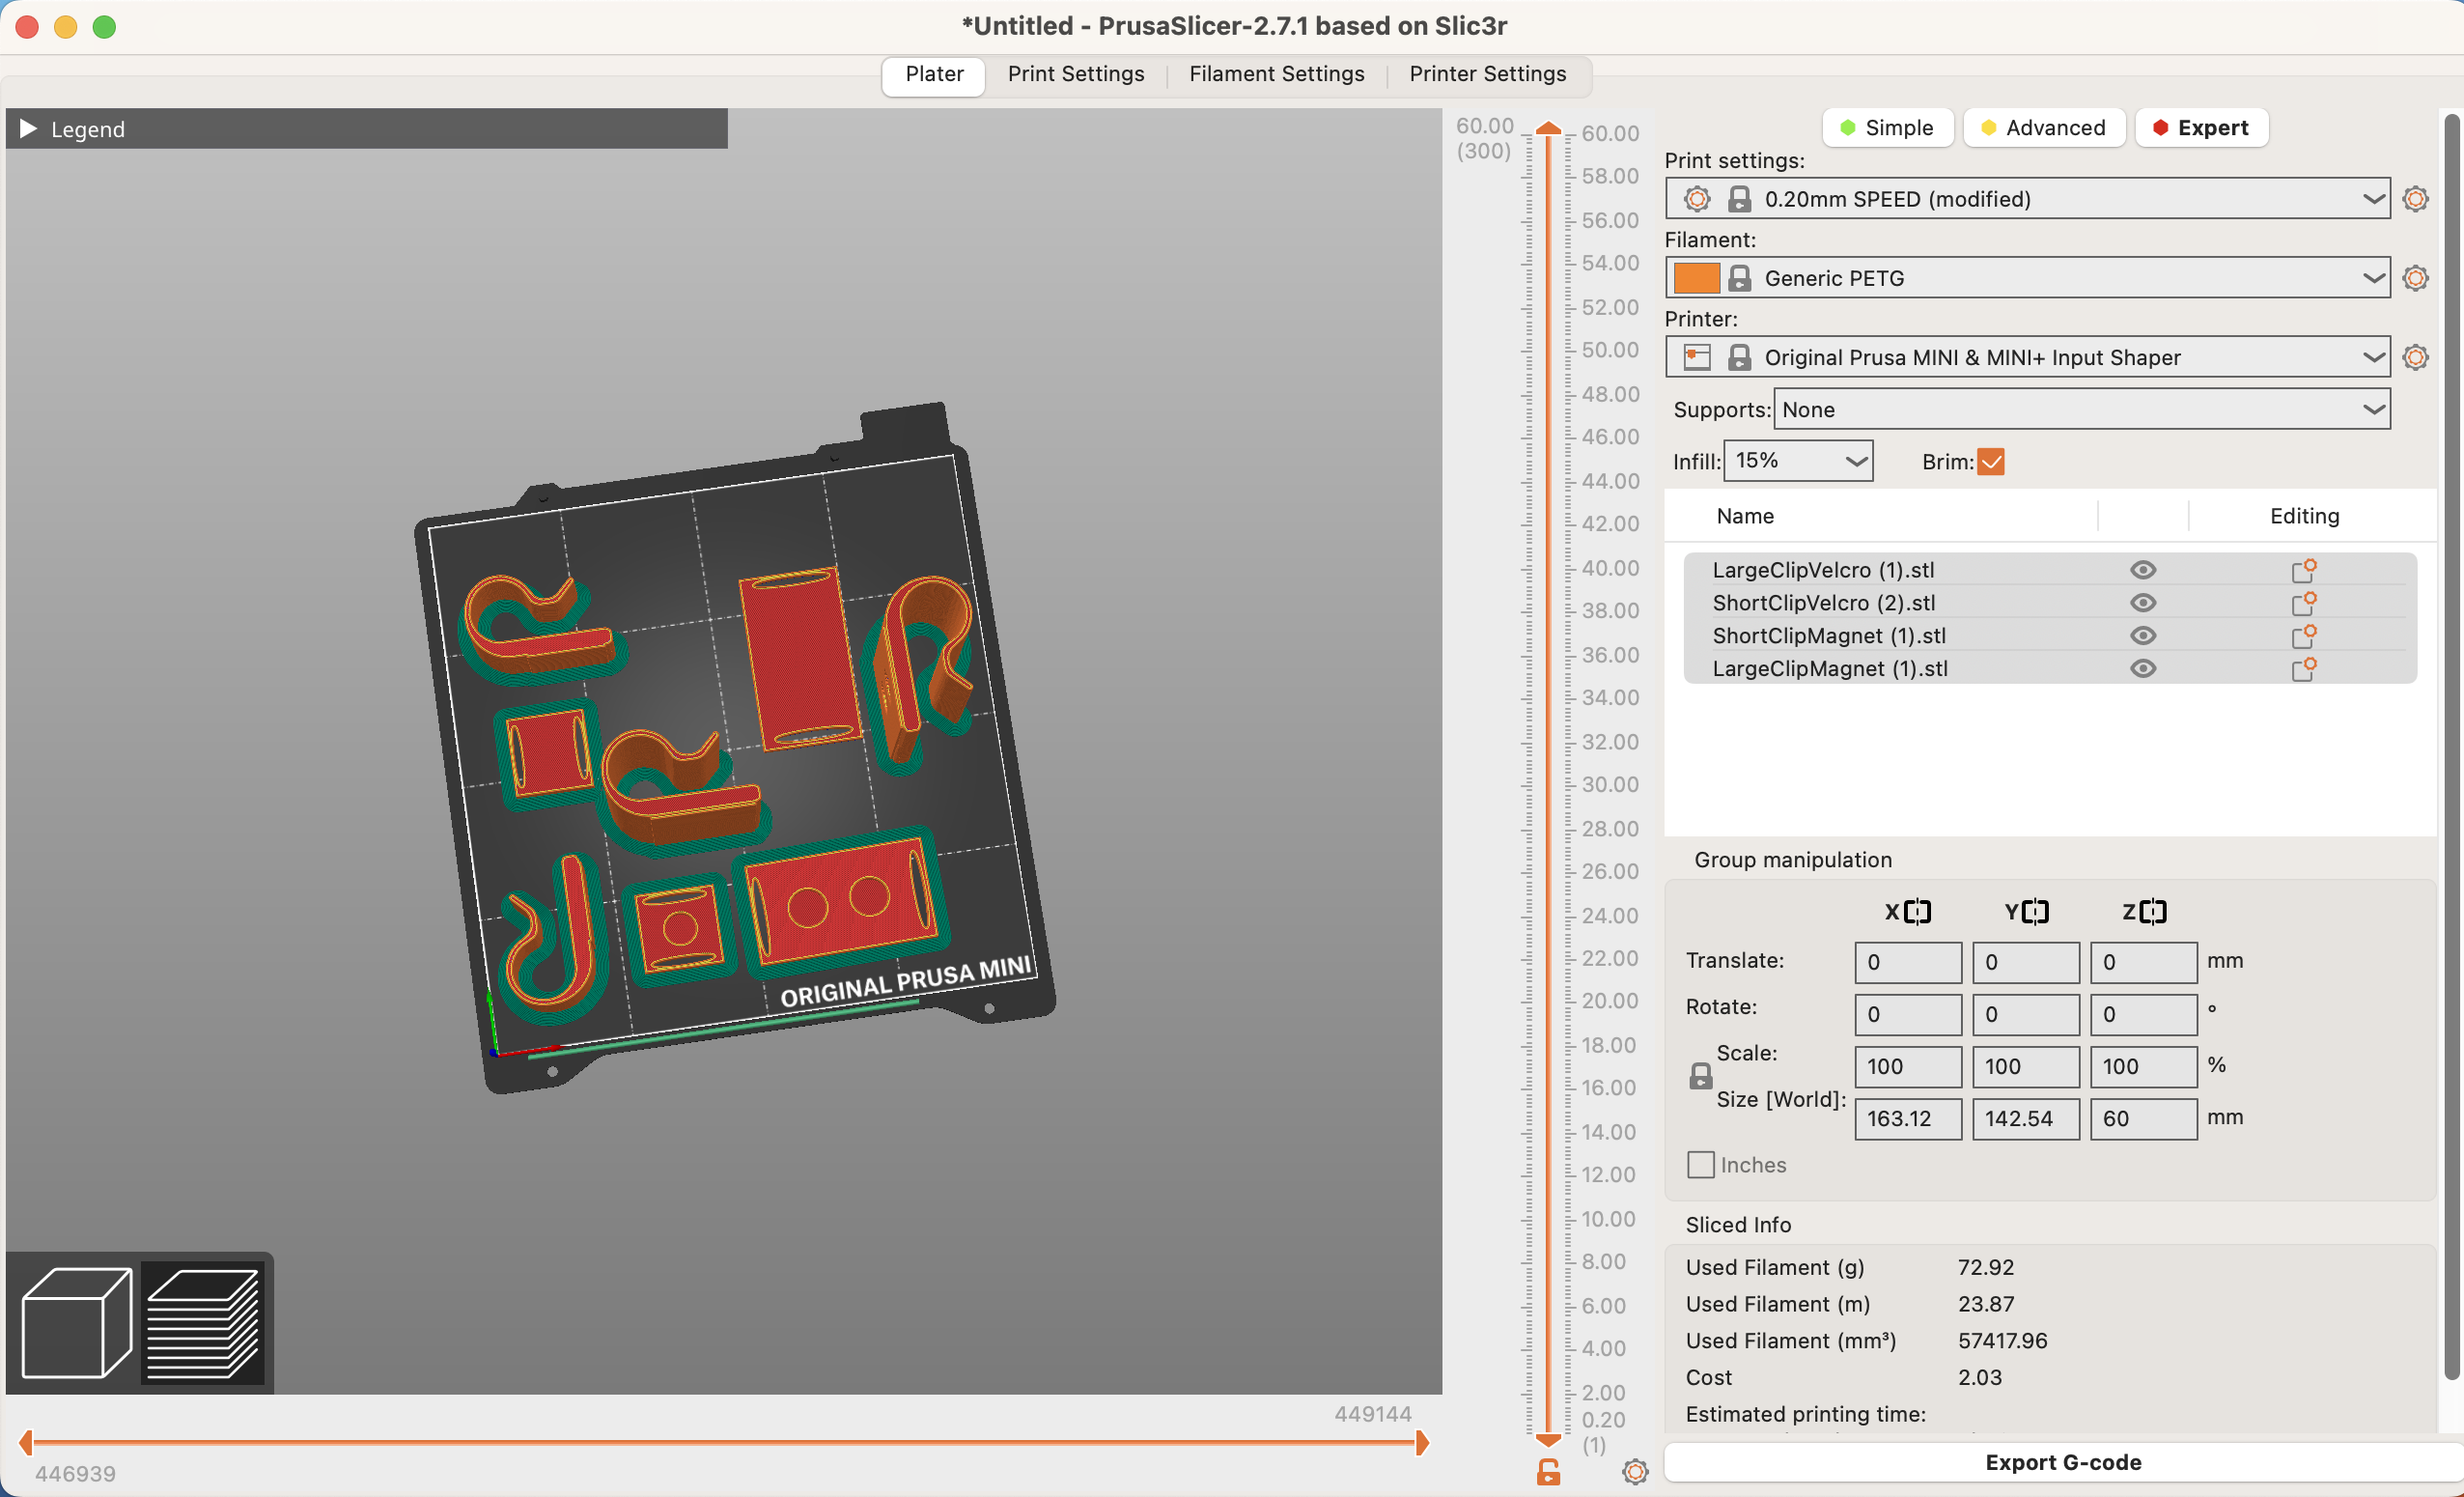 *Untitled - PrusaSlicer-2.7.1 based on Slic3r
Plater Print Settings Filament Settings Printer Settings
Legend
60.00
(300)
60.00
58.00
56.00
54.00
52.00
50.00
48.00
46.00
44.00
42.00
40.00
38.00
36.00
34.00
32.00
30.00
28.00
26.00
24.00
22.00
20.00
18.00
16.00
14.00
12.00
10.00
8.00
6.00
4.00
2.00
0.20
(1)
ORIGINAL PRUSA MINI
449144
446939
Simple Advanced Expert
Print settings:
0.20mm SPEED (modified)
Filament:
Generic PETG
Printer:
Original Prusa MINI & MINI+ Input Shaper
Supports: None
Infill: 15% Brim:
Name Editing
LargeClipVelcro (1).stl
ShortClipVelcro (2).stl
ShortClipMagnet (1).stl
LargeClipMagnet (1).stl
Group manipulation
X Y Z
Translate: 0 0 0 mm
Rotate: 0 0 0 °
Scale: 100 100 100 %
Size [World]: 163.12 142.54 60 mm
Inches
Sliced Info
Used Filament (g) 72.92
Used Filament (m) 23.87
Used Filament (mm³) 57417.96
Cost 2.03
Estimated printing time:
Export G-code